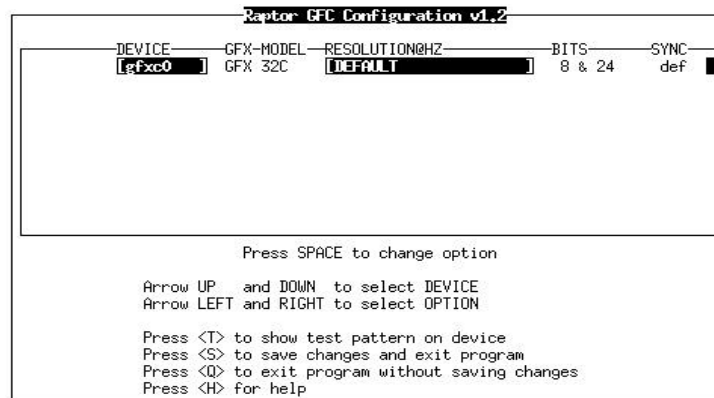 Raptor GFC Configuration v1.2
DEVICE GFX-MODEL RESOLUTION@HZ BITS SYNC
[gfxc0 ] GFX 32C [DEFAULT ] 8 & 24 def
Press SPACE to change option
Arrow UP and DOWN to select DEVICE
Arrow LEFT and RIGHT to select OPTION
Press <T> to show test pattern on device
Press <S> to save changes and exit program
Press <Q> to exit program without saving changes
Press <H> for help